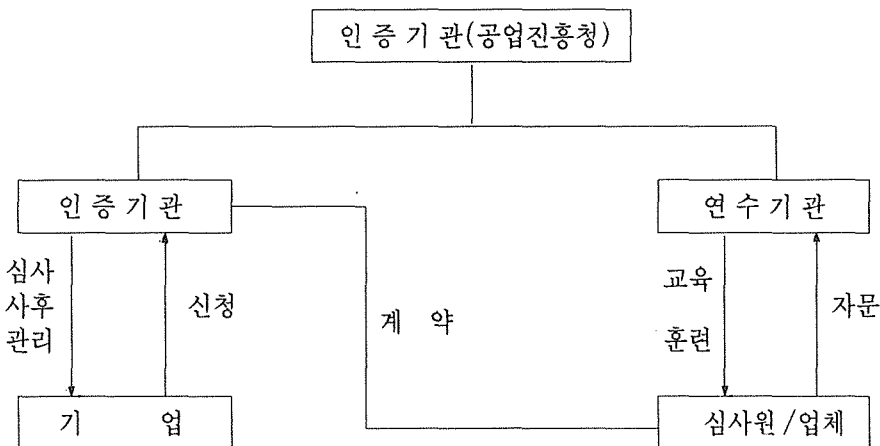 인 증 기 관(공업진흥청)
인 증 기 관
연 수 기 관
심사
사후
관리
신청
계 약
교육
훈련
자문
기 업
심사원/업체